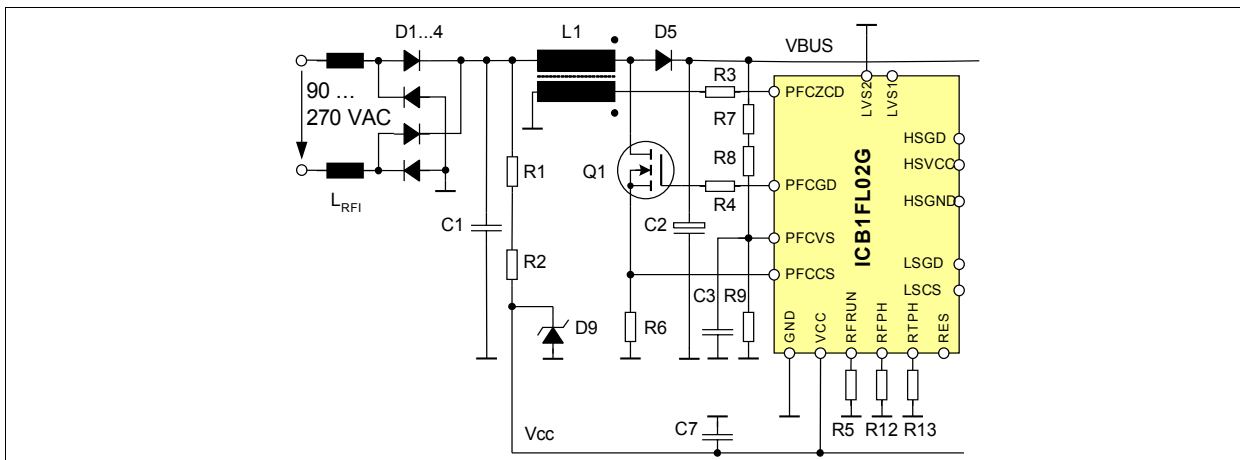 D1...4
L1
D5
VBUS
90 ...
270 VAC
L_RFI
R3
R7
R8
R4
Q1
R1
C1
C2
R2
C3
R9
D9
R6
PFCZCD
PFCGD
PFCVS
PFCCS
LVS2
LVS1
HSGD
HSVCC
HSGND
LSGD
LSCS
ICB1FL02G
GND
VCC
RFRUN
RFPH
RTPH
RES
R5
R12
R13
Vcc
C7